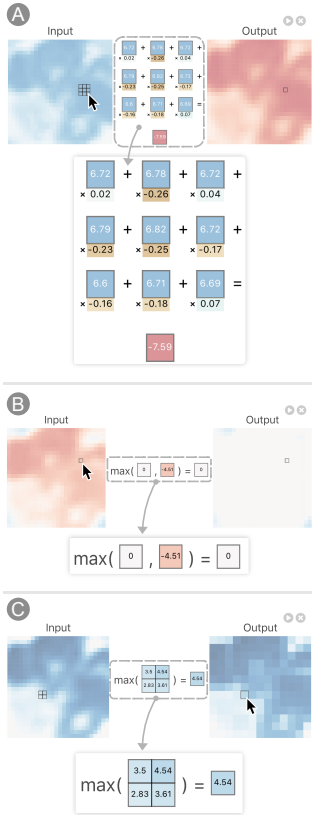 A
Input
Output
6.72 + 6.78 + 6.72 +
× 0.02 × -0.26 × 0.04
6.79 + 6.82 + 6.72 +
× -0.23 × -0.25 × -0.17
6.6 + 6.71 + 6.69 =
× -0.16 × -0.18 × 0.07
-7.59
6.72 + 6.78 + 6.72 +
× 0.02 × -0.26 × 0.04
6.79 + 6.82 + 6.72 +
× -0.23 × -0.25 × -0.17
6.6 + 6.71 + 6.69 =
× -0.16 × -0.18 × 0.07
-7.59
B
Input
Output
max( 0 , -4.51 ) = 0
max( 0 , -4.51 ) = 0
C
Input
Output
3.5 4.54
max( ) = 4.54
2.83 3.61
3.5 4.54
max( ) = 4.54
2.83 3.61